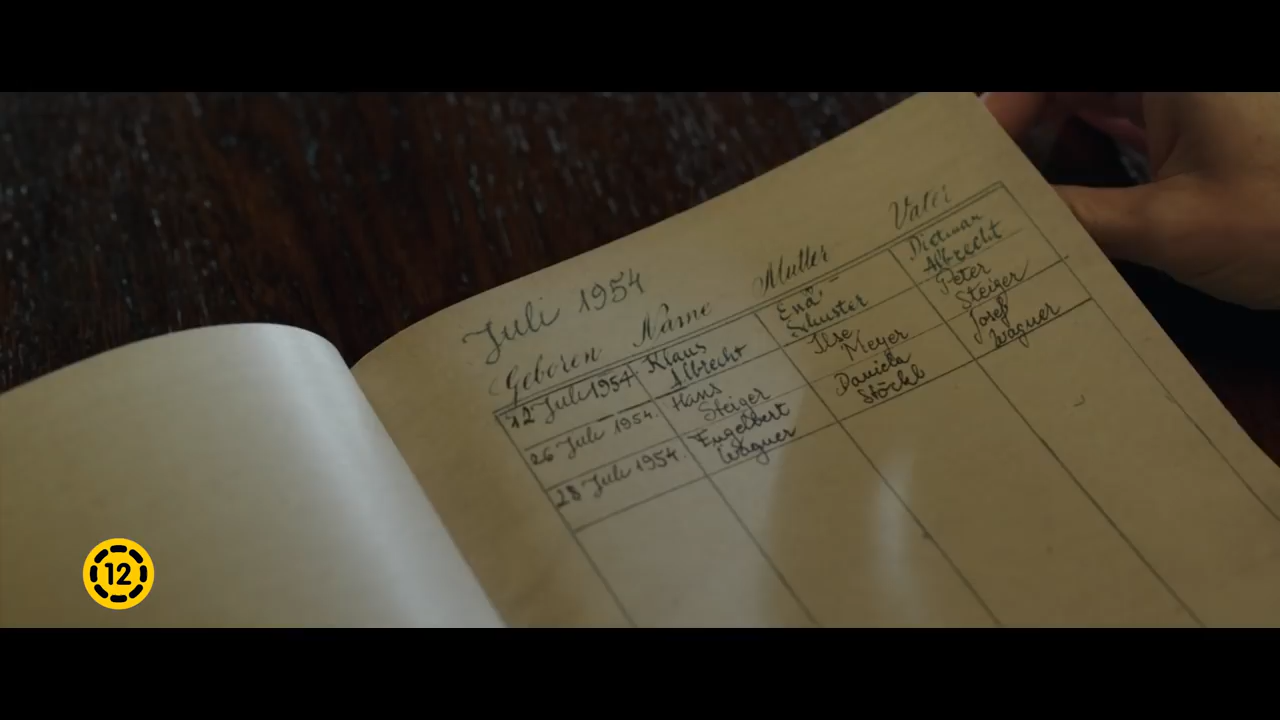 Juli 1954
Geboren Name Mutter Vater
12 Juli 1954 Klaus Albrecht Schuster Dietmar Albrecht
26 Juli 1954. Hans Steiger Ilse Meyer Peter Steiger
28 Juli 1954 Engelbert Wagner Daniela Stöckl Josef Wagner
12